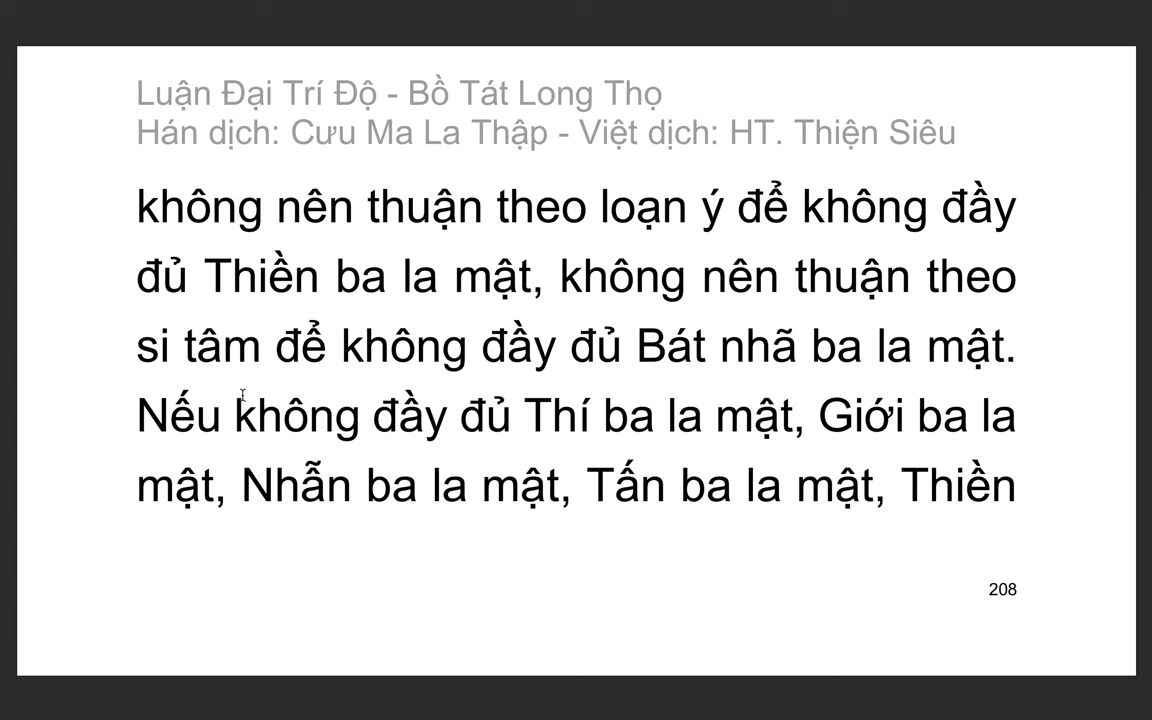 Luận Đại Trí Độ - Bồ Tát Long Thọ
Hán dịch: Cưu Ma La Thập - Việt dịch: HT. Thiện Siêu
không nên thuận theo loạn ý để không đầy
đủ Thiền ba la mật, không nên thuận theo
si tâm để không đầy đủ Bát nhã ba la mật.
Nếu không đầy đủ Thí ba la mật, Giới ba la
mật, Nhẫn ba la mật, Tấn ba la mật, Thiền
208